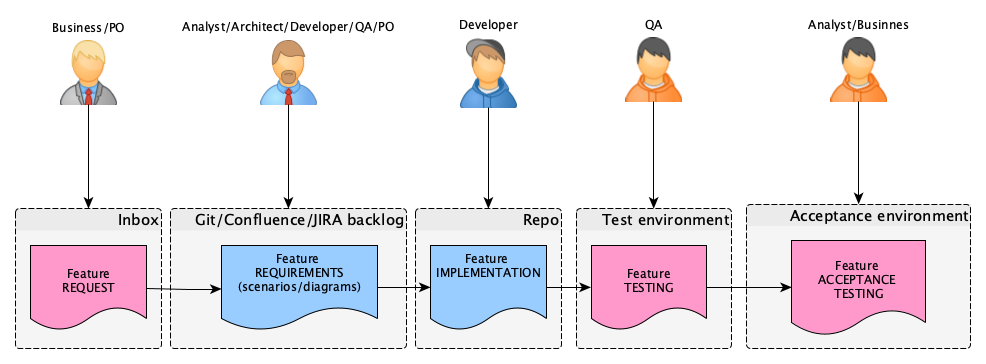 Business/PO
Analyst/Architect/Developer/QA/PO
Developer
QA
Analyst/Businnes
Inbox
Git/Confluence/JIRA backlog
Repo
Test environment
Acceptance environment
Feature
REQUEST
Feature
REQUIREMENTS
(scenarios/diagrams)
Feature
IMPLEMENTATION
Feature
TESTING
Feature
ACCEPTANCE
TESTING